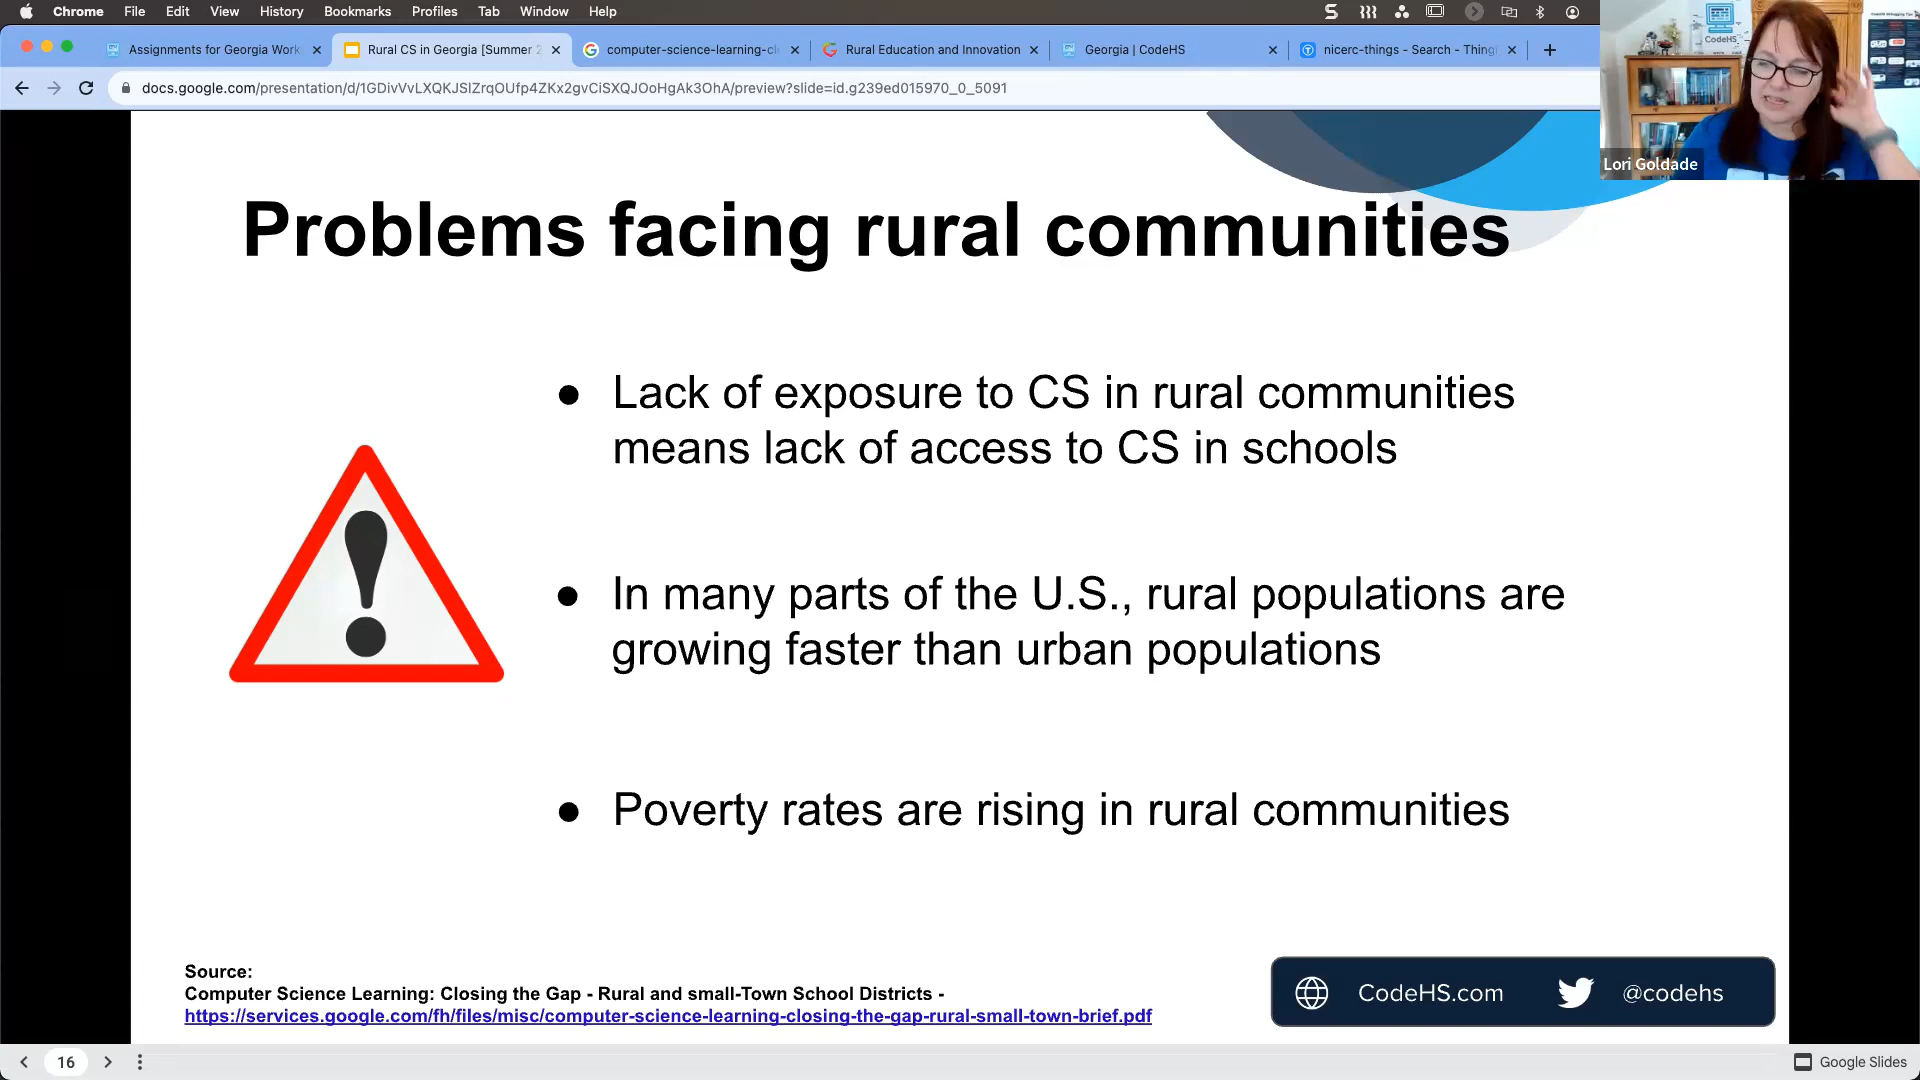 Chrome File Edit View History Bookmarks Profiles Tab Window Help
Assignments for Georgia Work
Rural CS in Georgia [Summer 2
computer-science-learning-cl
Rural Education and Innovation
Georgia | CodeHS
nicerc-things - Search - Thing
docs.google.com/presentation/d/1GDivVvLXQKJSlZrqOUfp4ZKx2gvCiSXQJOoHgAk3OhA/preview?slide=id.g239ed015970_0_5091
CodeHS
Lori Goldade
Problems facing rural communities
● Lack of exposure to CS in rural communities
means lack of access to CS in schools
● In many parts of the U.S., rural populations are
growing faster than urban populations
● Poverty rates are rising in rural communities
Source:
Computer Science Learning: Closing the Gap - Rural and small-Town School Districts -
https://services.google.com/fh/files/misc/computer-science-learning-closing-the-gap-rural-small-town-brief.pdf
CodeHS.com @codehs
16
Google Slides